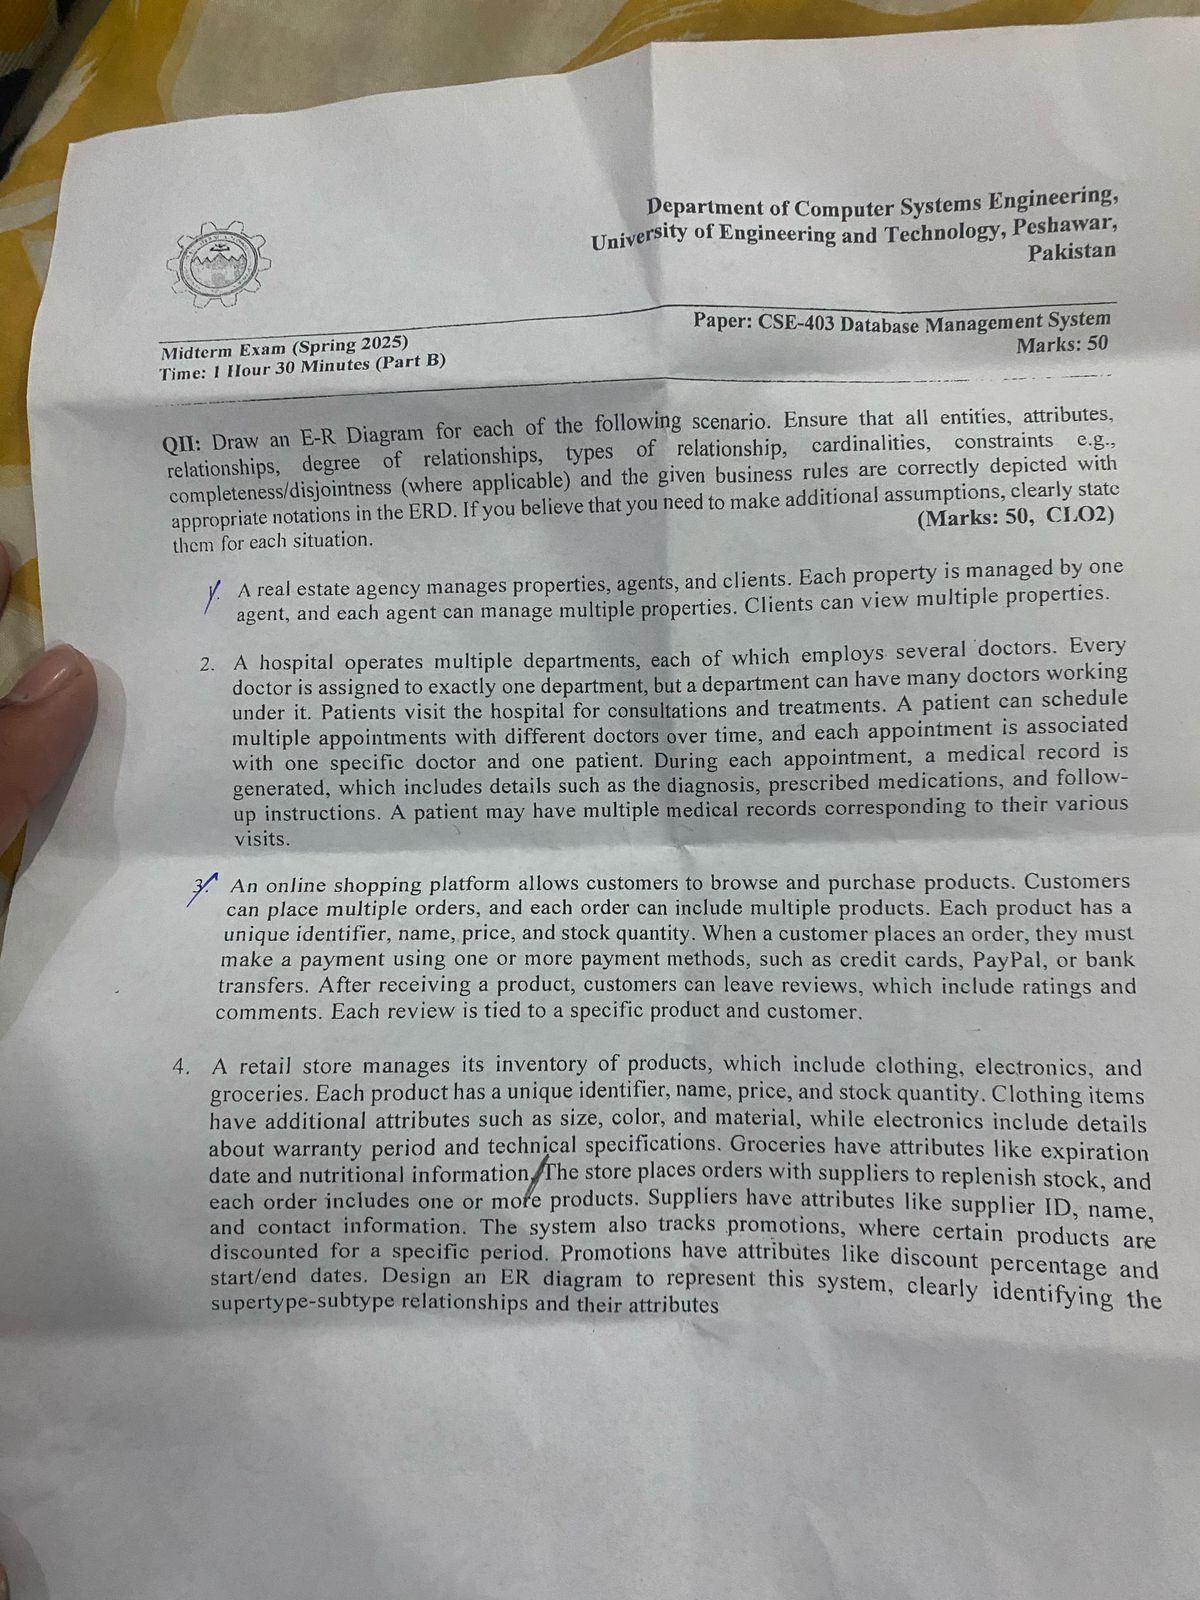 Department of Computer Systems Engineering,
University of Engineering and Technology, Peshawar,
Pakistan
Midterm Exam (Spring 2025)
Time: 1 Hour 30 Minutes (Part B)
Paper: CSE-403 Database Management System
Marks: 50
QII: Draw an E-R Diagram for each of the following scenario. Ensure that all entities, attributes,
relationships, degree of relationships, types of relationship, cardinalities, constraints e.g.,
completeness/disjointness (where applicable) and the given business rules are correctly depicted with
appropriate notations in the ERD. If you believe that you need to make additional assumptions, clearly state
them for each situation.
(Marks: 50, CLO2)
1. A real estate agency manages properties, agents, and clients. Each property is managed by one
agent, and each agent can manage multiple properties. Clients can view multiple properties.
2. A hospital operates multiple departments, each of which employs several doctors. Every
doctor is assigned to exactly one department, but a department can have many doctors working
under it. Patients visit the hospital for consultations and treatments. A patient can schedule
multiple appointments with different doctors over time, and each appointment is associated
with one specific doctor and one patient. During each appointment, a medical record is
generated, which includes details such as the diagnosis, prescribed medications, and follow-
up instructions. A patient may have multiple medical records corresponding to their various
visits.
3. An online shopping platform allows customers to browse and purchase products. Customers
can place multiple orders, and each order can include multiple products. Each product has a
unique identifier, name, price, and stock quantity. When a customer places an order, they must
make a payment using one or more payment methods, such as credit cards, PayPal, or bank
transfers. After receiving a product, customers can leave reviews, which include ratings and
comments. Each review is tied to a specific product and customer.
4. A retail store manages its inventory of products, which include clothing, electronics, and
groceries. Each product has a unique identifier, name, price, and stock quantity. Clothing items
have additional attributes such as size, color, and material, while electronics include details
about warranty period and technical specifications. Groceries have attributes like expiration
date and nutritional information. The store places orders with suppliers to replenish stock, and
each order includes one or more products. Suppliers have attributes like supplier ID, name,
and contact information. The system also tracks promotions, where certain products are
discounted for a specific period. Promotions have attributes like discount percentage and
start/end dates. Design an ER diagram to represent this system, clearly identifying the
supertype-subtype relationships and their attributes